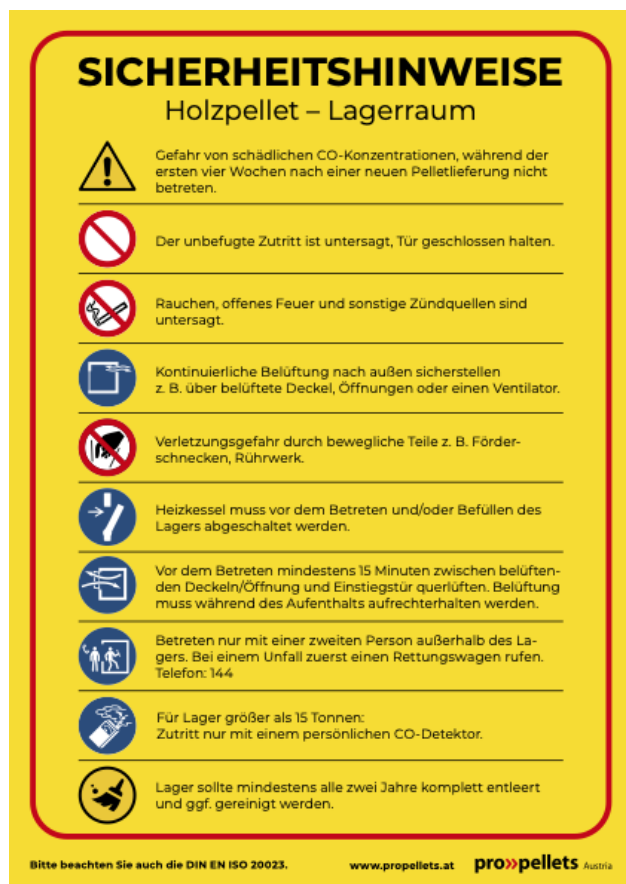 SICHERHEITSHINWEISE
Holzpellet – Lagerraum
Gefahr von schädlichen CO-Konzentrationen, während der
ersten vier Wochen nach einer neuen Pelletlieferung nicht
betreten.
Der unbefugte Zutritt ist untersagt, Tür geschlossen halten.
Rauchen, offenes Feuer und sonstige Zündquellen sind
untersagt.
Kontinuierliche Belüftung nach außen sicherstellen
z. B. über belüftete Deckel, Öffnungen oder einen Ventilator.
Verletzungsgefahr durch bewegliche Teile z. B. Förder-
schnecken, Rührwerk.
Heizkessel muss vor dem Betreten und/oder Befüllen des
Lagers abgeschaltet werden.
Vor dem Betreten mindestens 15 Minuten zwischen belüften-
den Deckeln/Öffnung und Einstiegstür querlüften. Belüftung
muss während des Aufenthalts aufrechterhalten werden.
Betreten nur mit einer zweiten Person außerhalb des La-
gers. Bei einem Unfall zuerst einen Rettungswagen rufen.
Telefon: 144
Für Lager größer als 15 Tonnen:
Zutritt nur mit einem persönlichen CO-Detektor.
Lager sollte mindestens alle zwei Jahre komplett entleert
und ggf. gereinigt werden.
Bitte beachten Sie auch die DIN EN ISO 20023. www.propellets.at pro»pellets Austria